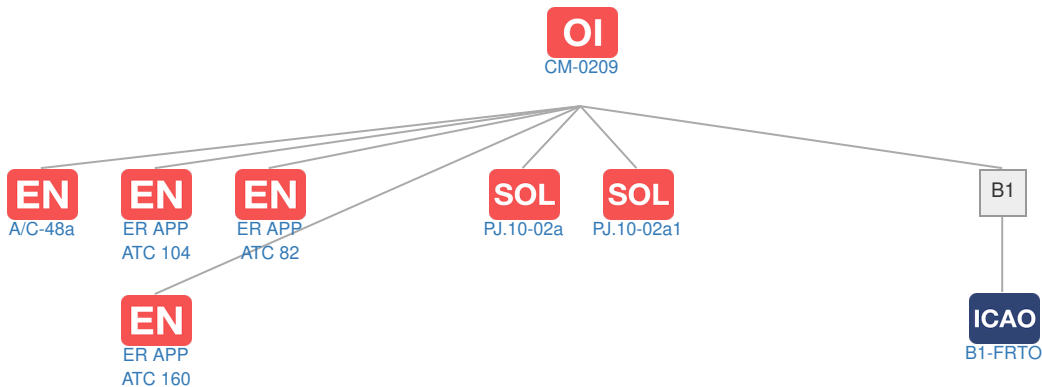 OI
CM-0209
EN
A/C-48a
EN
ER APP
ATC 104
EN
ER APP
ATC 82
SOL
PJ.10-02a
SOL
PJ.10-02a1
B1
EN
ER APP
ATC 160
ICAO
B1-FRTO